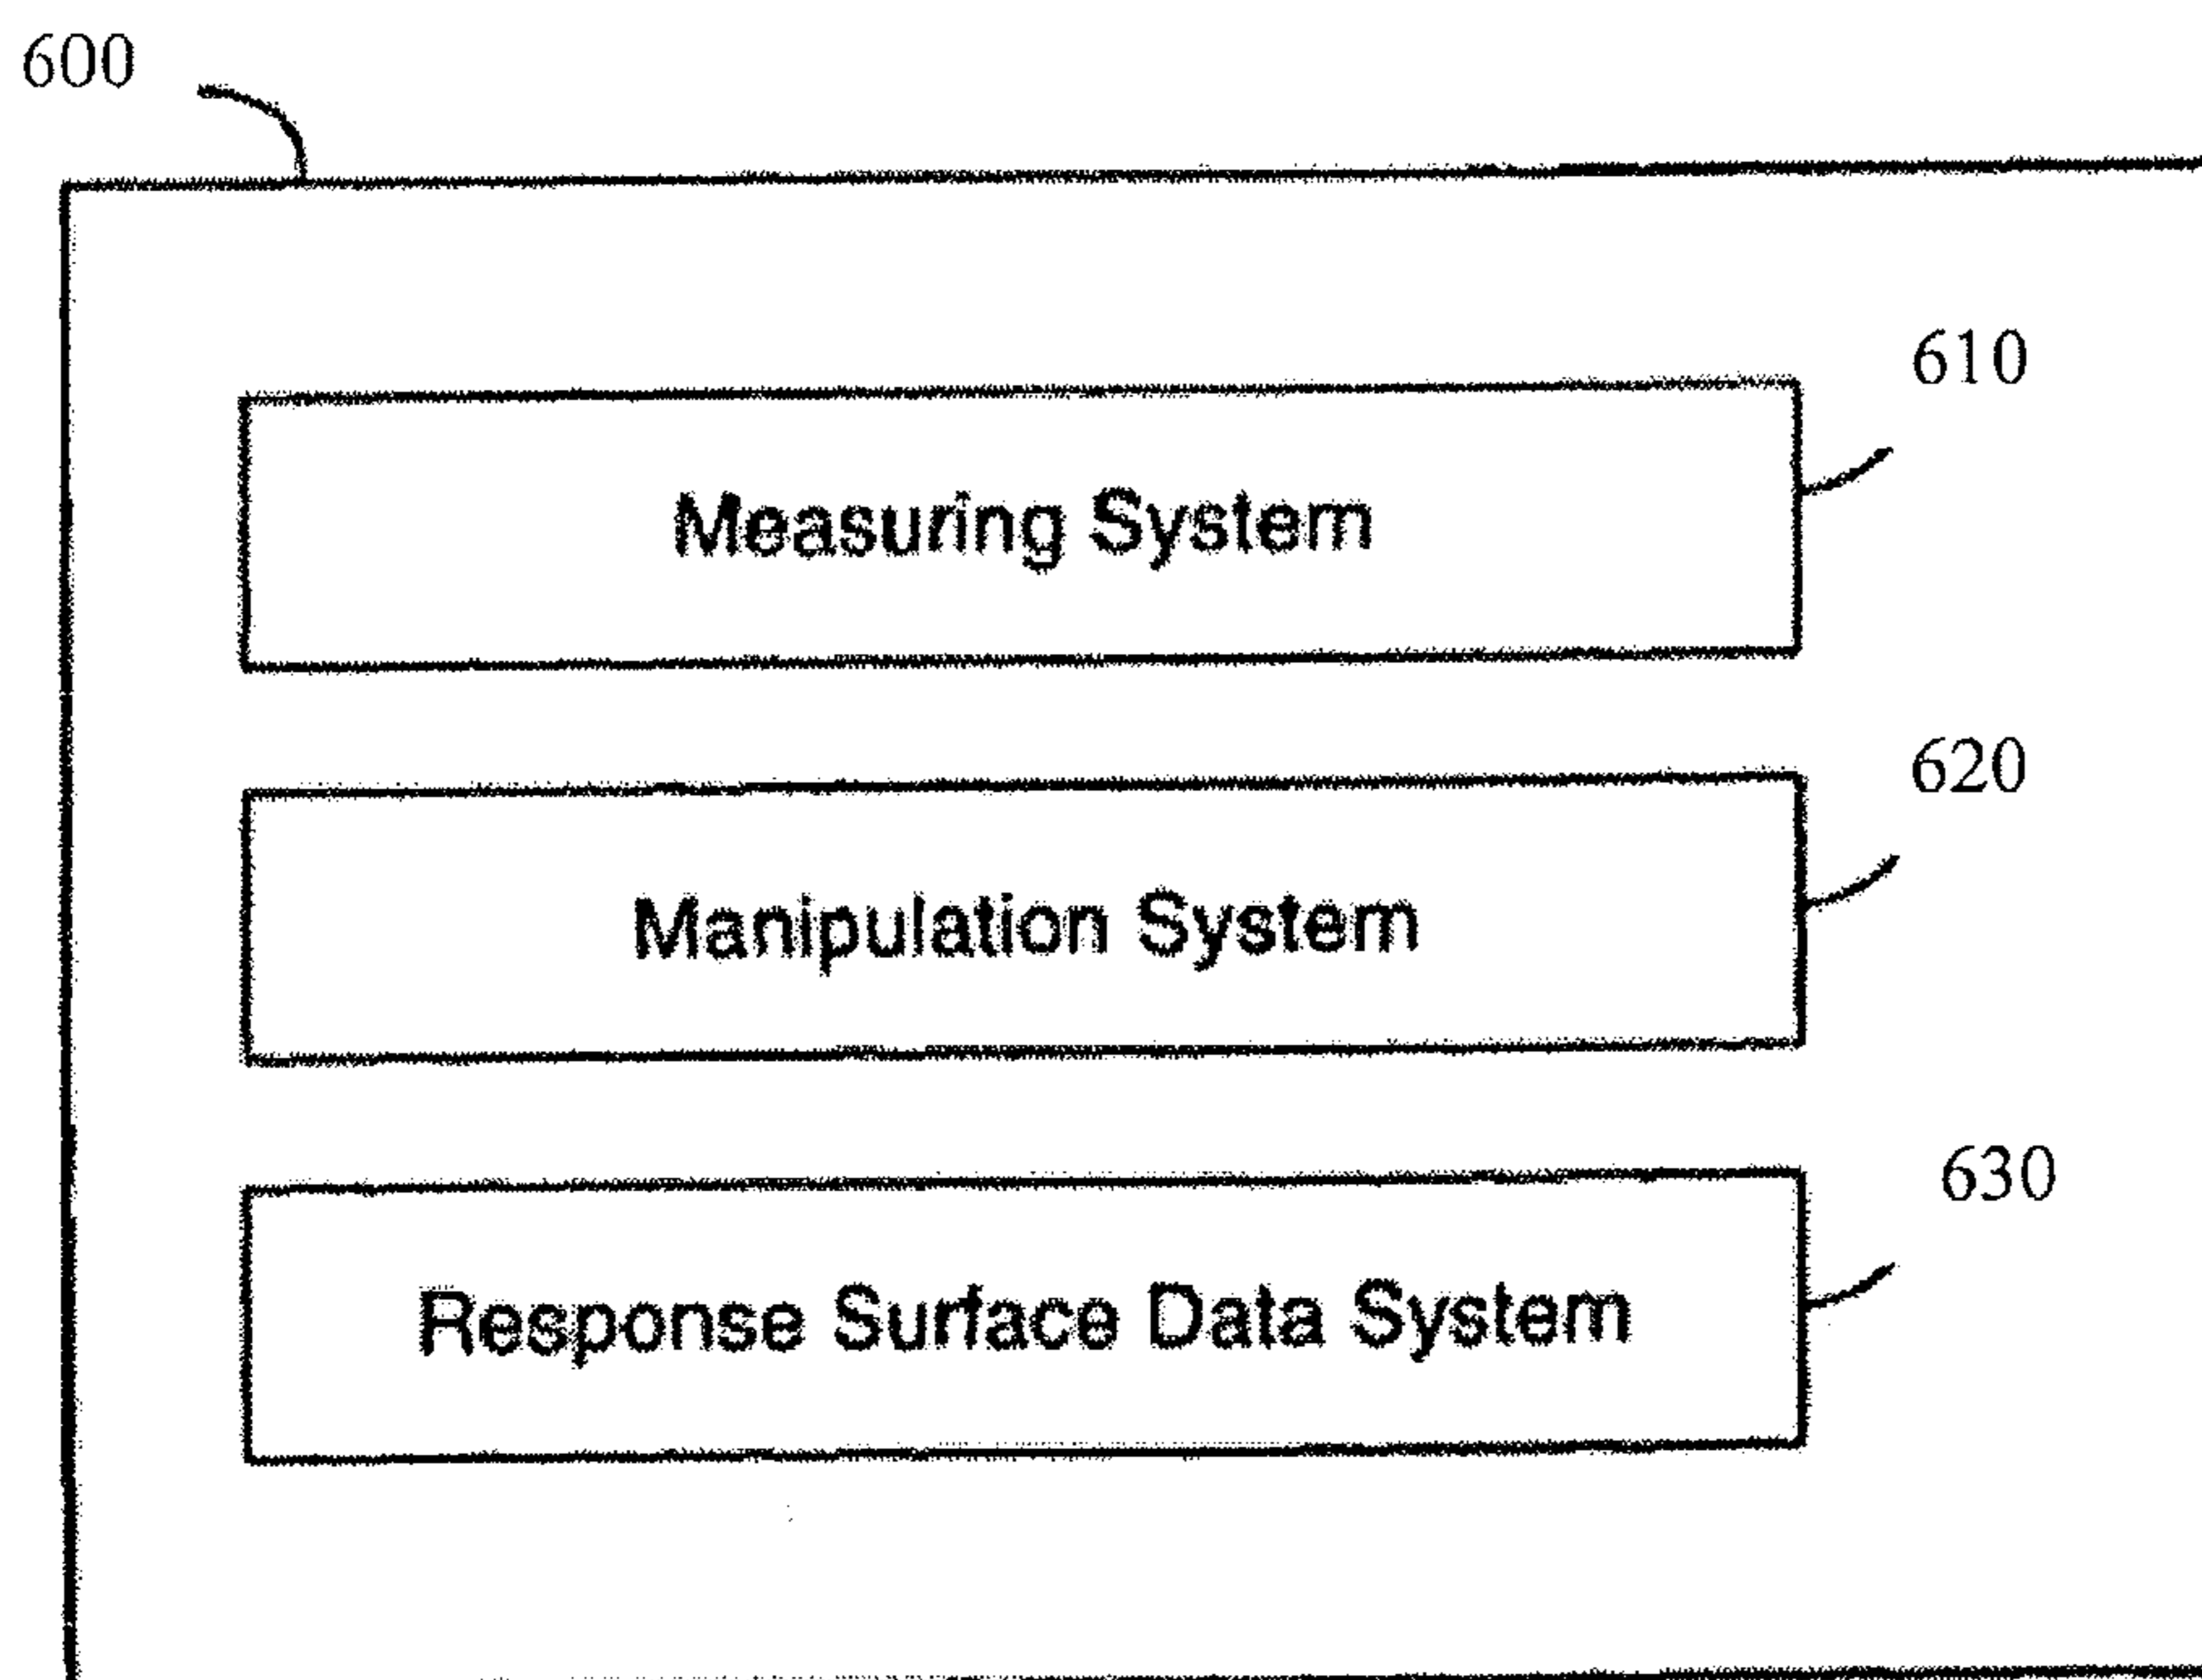 600
610
Measuring System
620
Manipulation System
630
Response Surface Data System